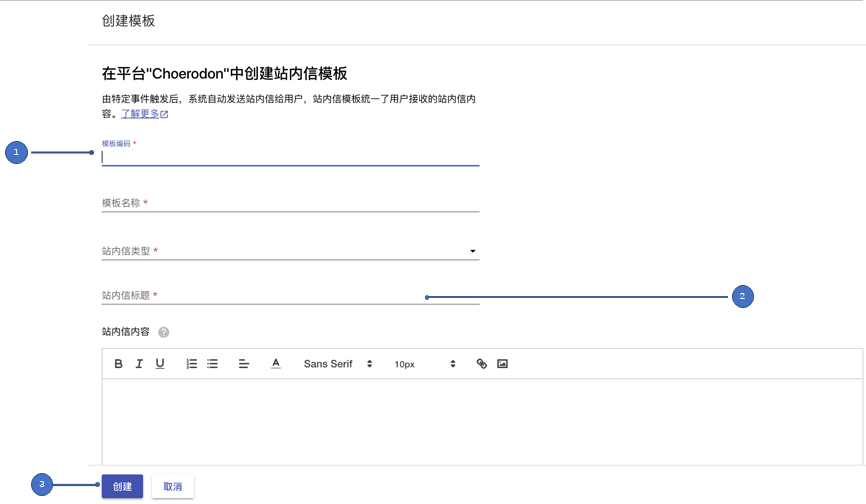 创建模板
在平台"Choerodon"中创建站内信模板
由特定事件触发后，系统自动发送站内信给用户，站内信模板统一了用户接收的站内信内
容。了解更多
模板编码 *
1
模板名称 *
站内信类型 *
站内信标题 *
2
站内信内容 ?
B I U A Sans Serif 10px
3
创建 取消